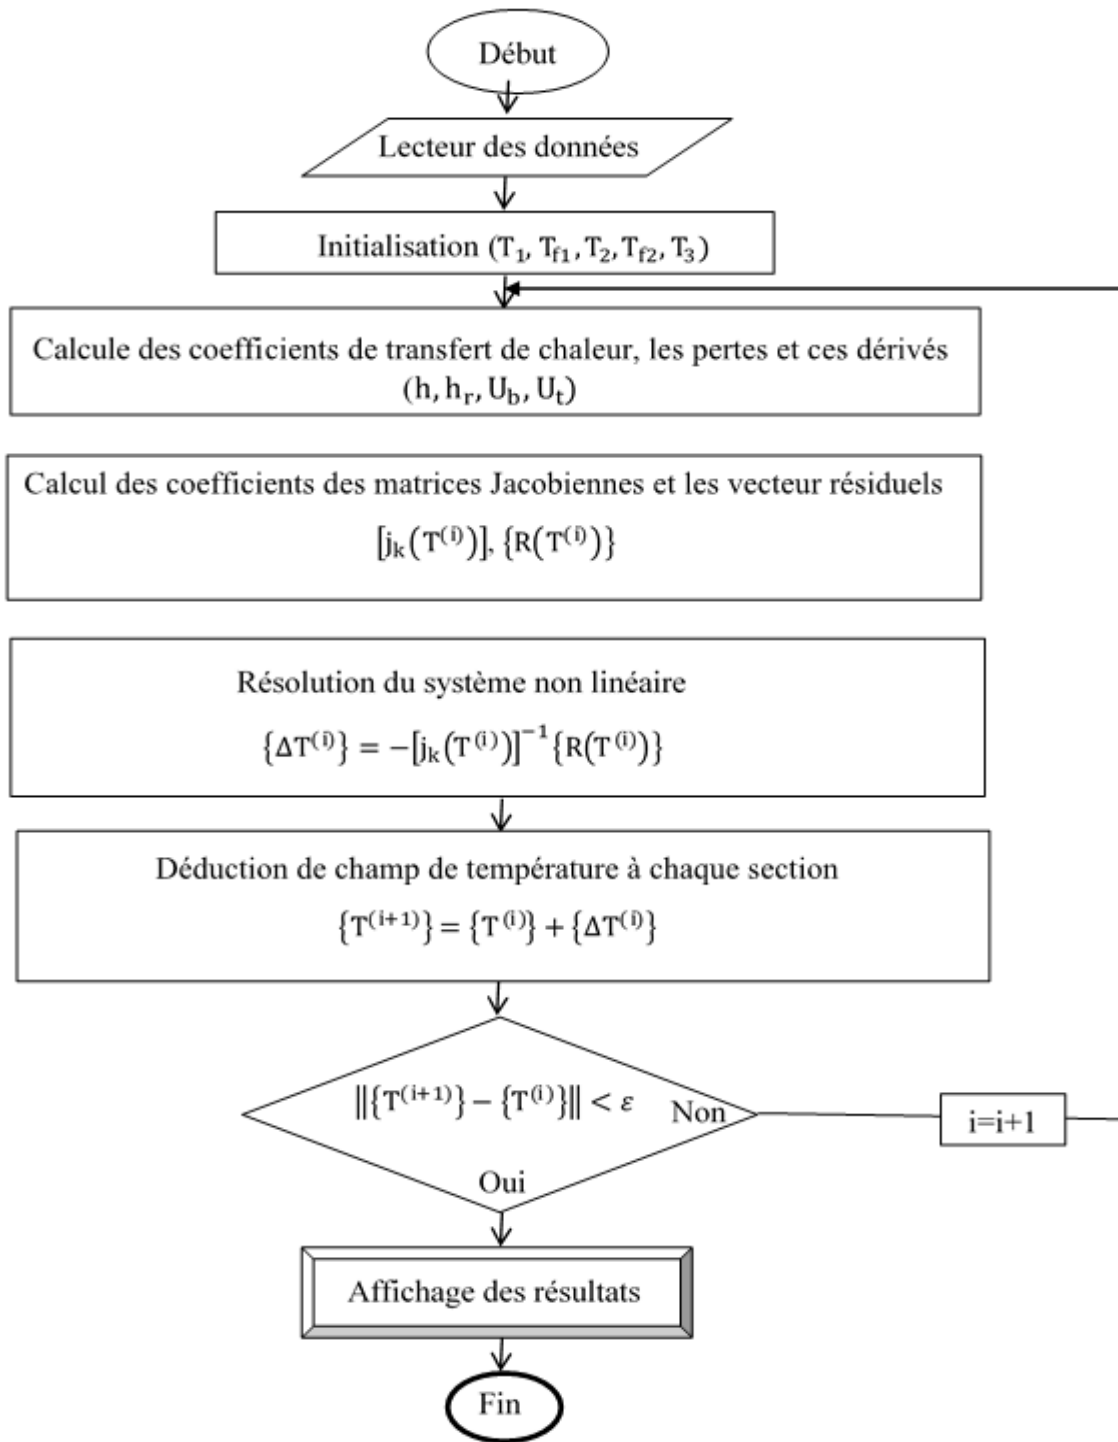 Début
Lecteur des données
Initialisation (T₁, T_f1, T₂, T_f2, T₃)
Calcule des coefficients de transfert de chaleur, les pertes et ces dérivés
(h, h_r, U_b, U_t)
Calcul des coefficients des matrices Jacobiennes et les vecteur résiduels
[j_k(T⁽ⁱ⁾)], {R(T⁽ⁱ⁾)}
Résolution du système non linéaire
{ΔT⁽ⁱ⁾} = −[j_k(T⁽ⁱ⁾)]⁻¹{R(T⁽ⁱ⁾)}
Déduction de champ de température à chaque section
{T⁽ⁱ⁺¹⁾} = {T⁽ⁱ⁾} + {ΔT⁽ⁱ⁾}
‖{T⁽ⁱ⁺¹⁾} − {T⁽ⁱ⁾}‖ < ε
Non
i=i+1
Oui
Affichage des résultats
Fin